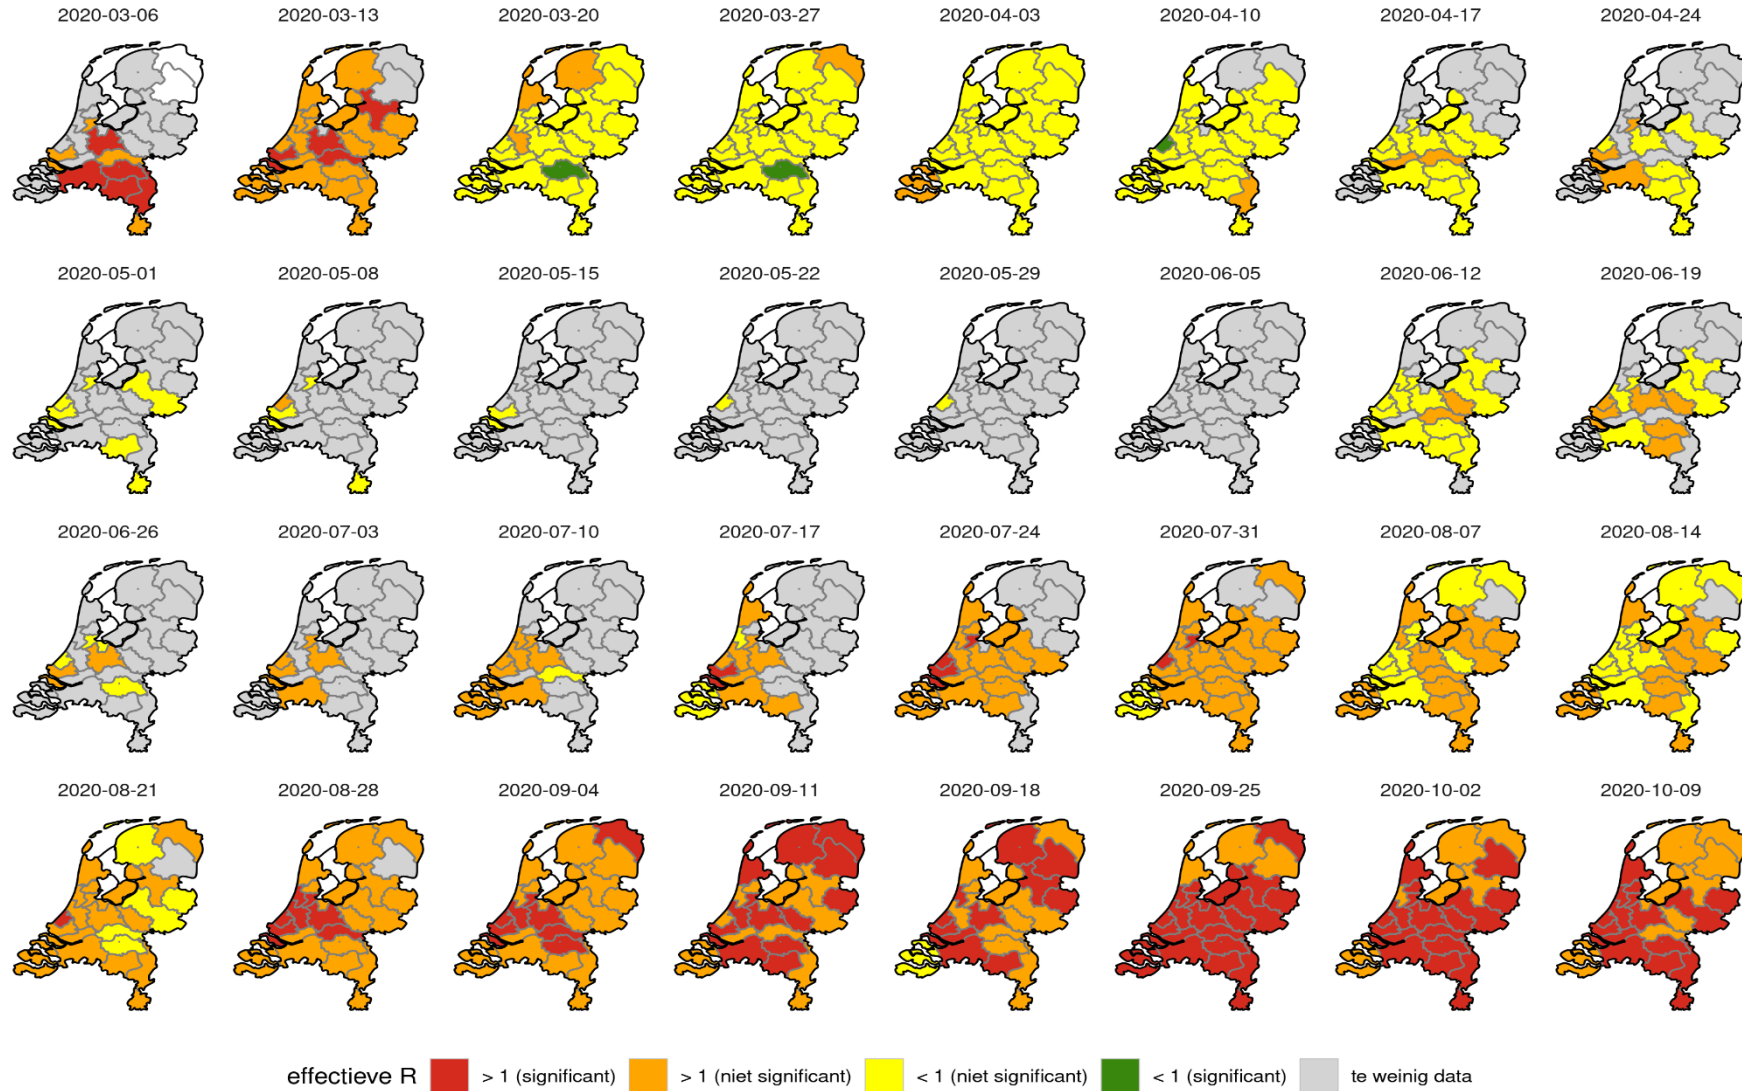 2020-03-06 2020-03-13 2020-03-20 2020-03-27 2020-04-03 2020-04-10 2020-04-17 2020-04-24
2020-05-01 2020-05-08 2020-05-15 2020-05-22 2020-05-29 2020-06-05 2020-06-12 2020-06-19
2020-06-26 2020-07-03 2020-07-10 2020-07-17 2020-07-24 2020-07-31 2020-08-07 2020-08-14
2020-08-21 2020-08-28 2020-09-04 2020-09-11 2020-09-18 2020-09-25 2020-10-02 2020-10-09
effectieve R > 1 (significant) > 1 (niet significant) < 1 (niet significant) < 1 (significant) te weinig data